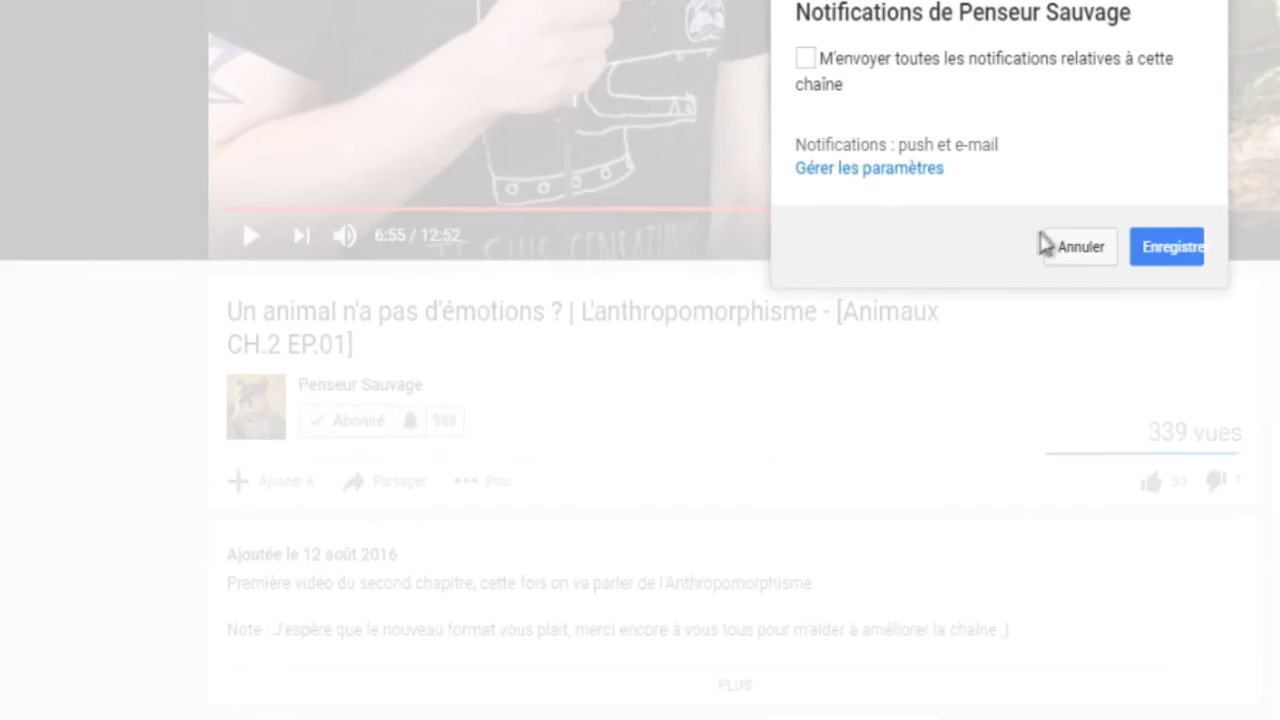 Notifications de Penseur Sauvage
M'envoyer toutes les notifications relatives à cette
chaîne
Notifications : push et e-mail
Gérer les paramètres
Annuler
Enregistrer
6:55 / 12:52
Un animal n'a pas d'émotions ? | L'anthropomorphisme - [Animaux
CH.2 EP.01]
Penseur Sauvage
Abonné
339 vues
Ajouter à
Partager
Plus
30
1
Ajoutée le 12 août 2016
Première vidéo du second chapitre, cette fois on va parler de l'Anthropomorphisme.
Note : J'espère que le nouveau format vous plait, merci encore à vous tous pour m'aider à améliorer la chaîne ;)
PLUS